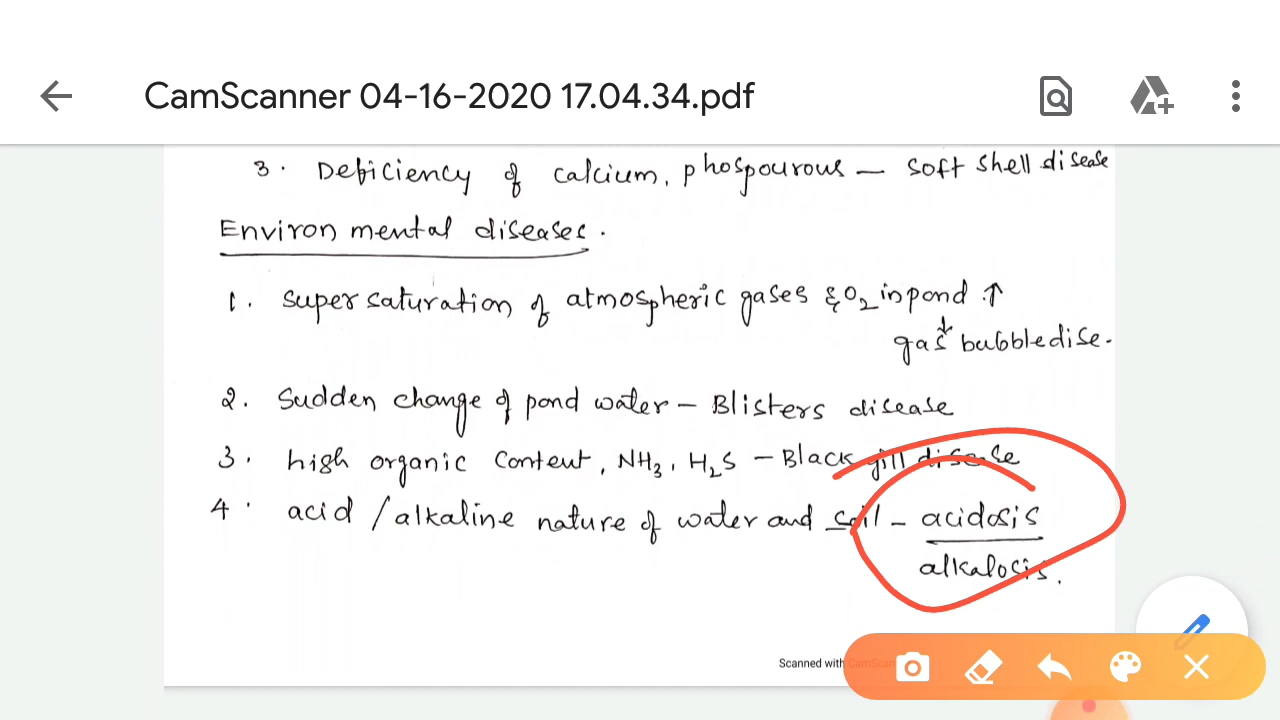 CamScanner 04-16-2020 17.04.34.pdf
3. Deficiency of calcium, phospourous - soft shell disease
Environmental diseases.
1. Super saturation of atmospheric gases & O₂ in pond ↑
↓
gas bubble dise.
2. Sudden change of pond water - Blisters disease
3. high organic content, NH₃, H₂S - Black gill disease
4. acid / alkaline nature of water and soil - acidosis
alkalosis.
Scanned with CamScan